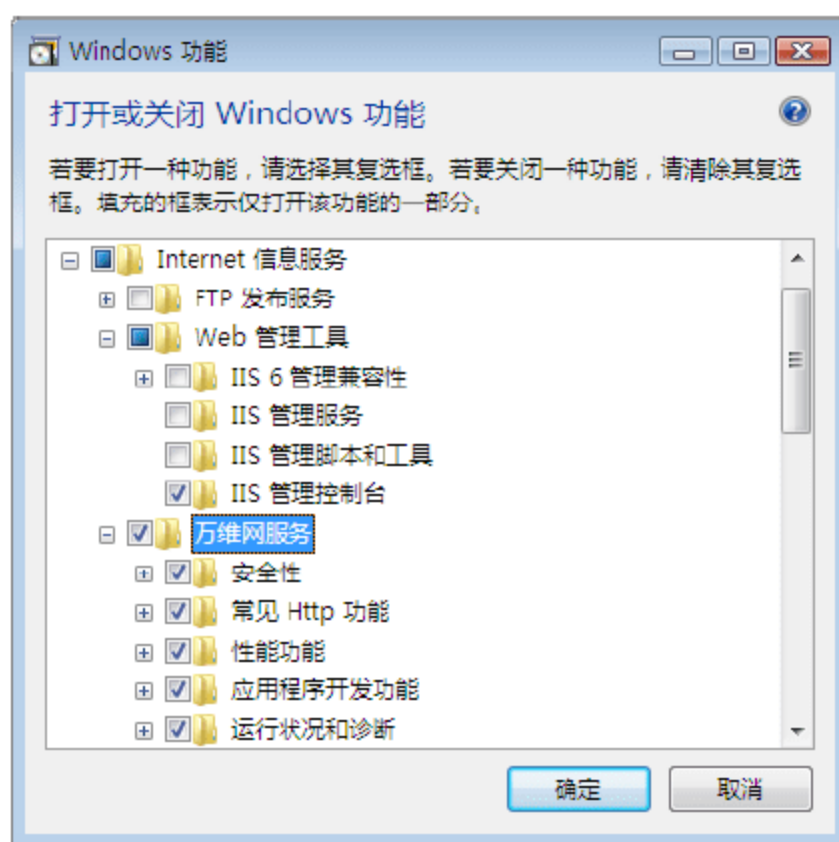 Windows 功能
打开或关闭 Windows 功能
若要打开一种功能，请选择其复选框。若要关闭一种功能，请清除其复选
框。填充的框表示仅打开该功能的一部分。
Internet 信息服务
FTP 发布服务
Web 管理工具
IIS 6 管理兼容性
IIS 管理服务
IIS 管理脚本和工具
IIS 管理控制台
万维网服务
安全性
常见 Http 功能
性能功能
应用程序开发功能
运行状况和诊断
确定 取消